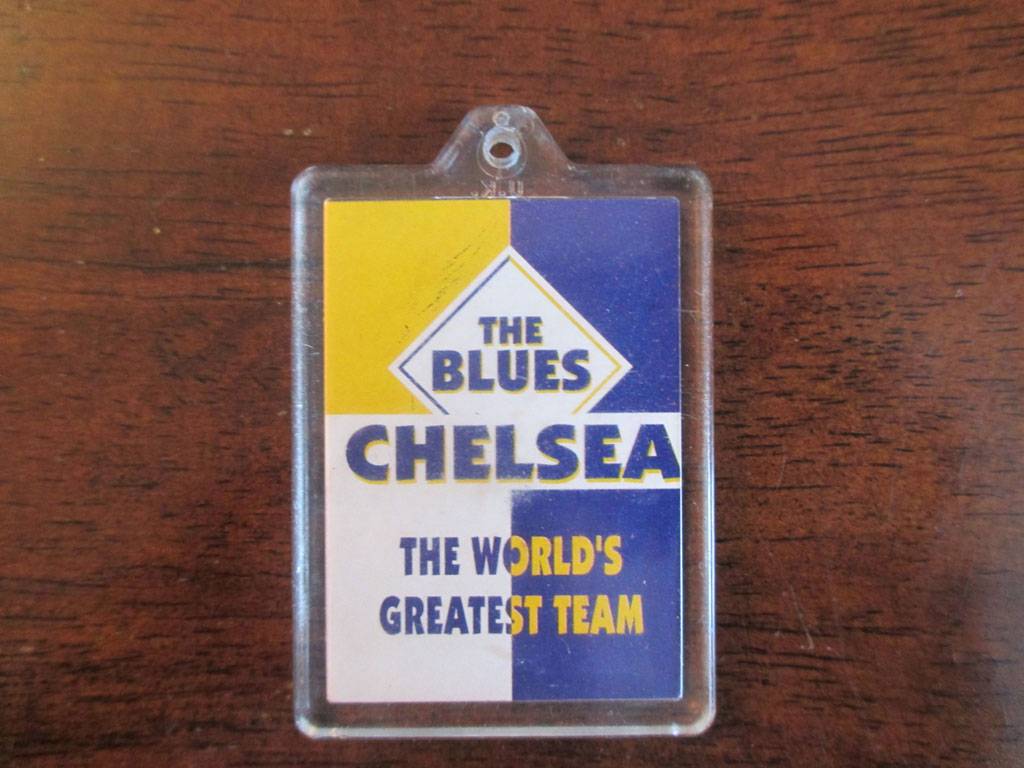 U.K.
THE
BLUES
CHELSEA
THE WORLD'S
GREATEST TEAM